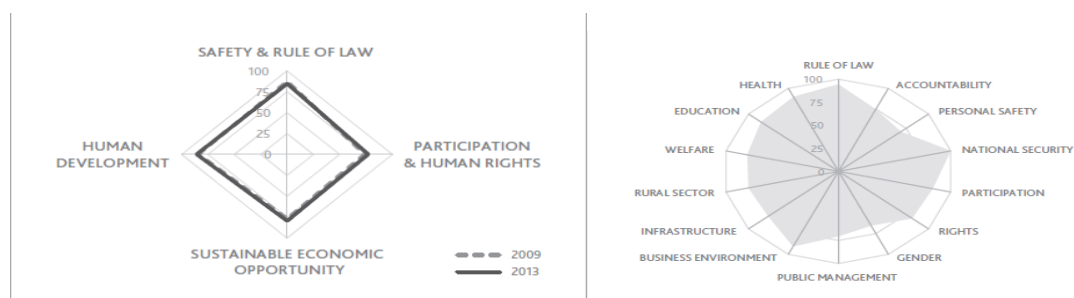 SAFETY & RULE OF LAW
100
75
50
25
0
HUMAN
DEVELOPMENT
PARTICIPATION
& HUMAN RIGHTS
SUSTAINABLE ECONOMIC
OPPORTUNITY
2009
2013
RULE OF LAW
100
75
50
25
0
HEALTH
ACCOUNTABILITY
EDUCATION
PERSONAL SAFETY
WELFARE
NATIONAL SECURITY
RURAL SECTOR
PARTICIPATION
INFRASTRUCTURE
RIGHTS
BUSINESS ENVIRONMENT
GENDER
PUBLIC MANAGEMENT